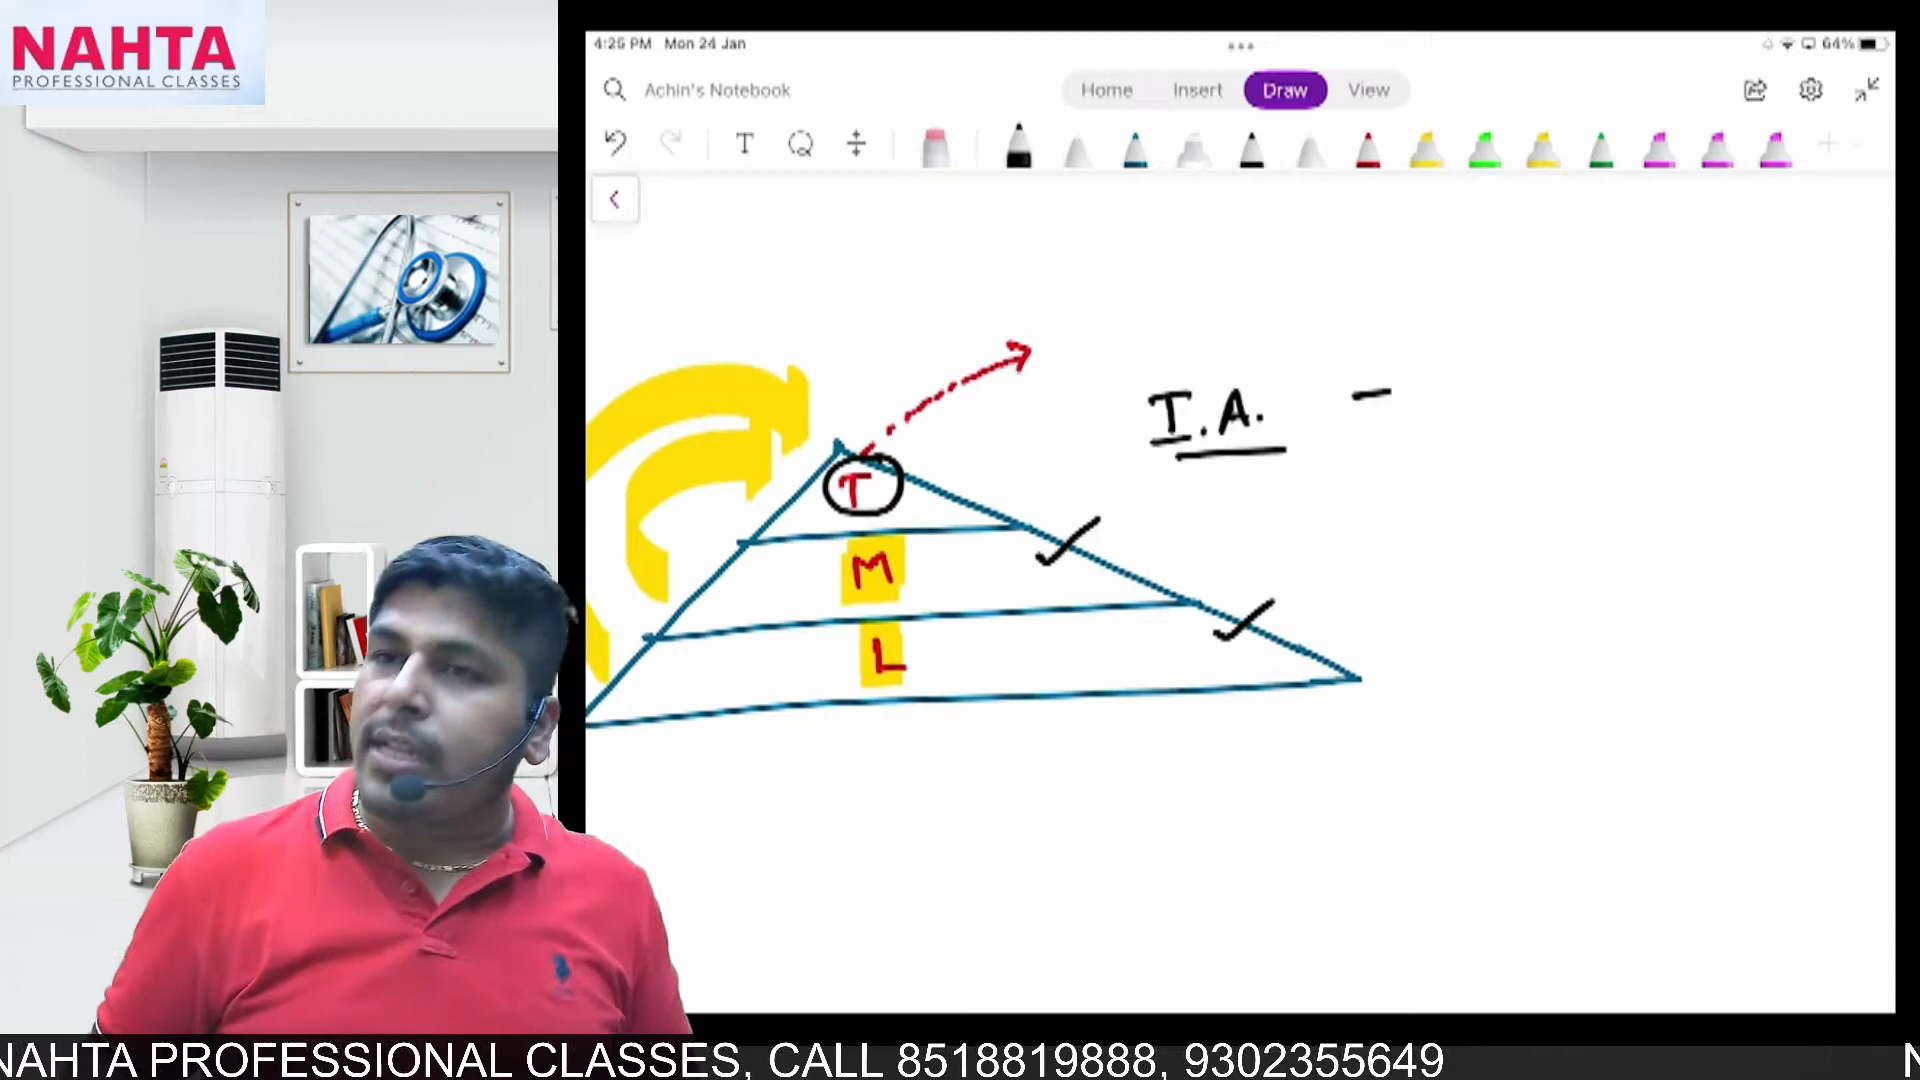 NAHTA
PROFESSIONAL CLASSES
4:25 PM Mon 24 Jan
64%
Achin's Notebook
Home Insert Draw View
T
I.A. -
T
M
L
NAHTA PROFESSIONAL CLASSES, CALL 8518819888, 9302355649 N